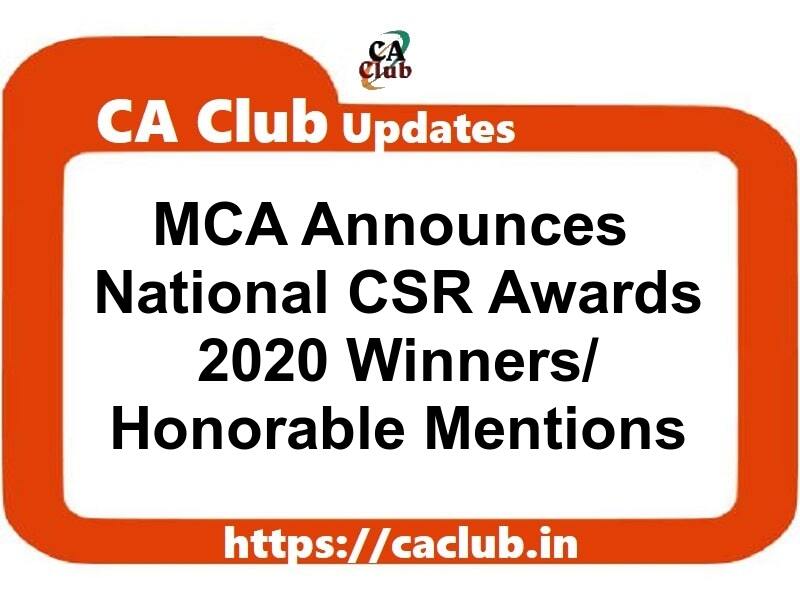 CA
Club
CA Club Updates
MCA Announces
National CSR Awards
2020 Winners/
Honorable Mentions
https://caclub.in